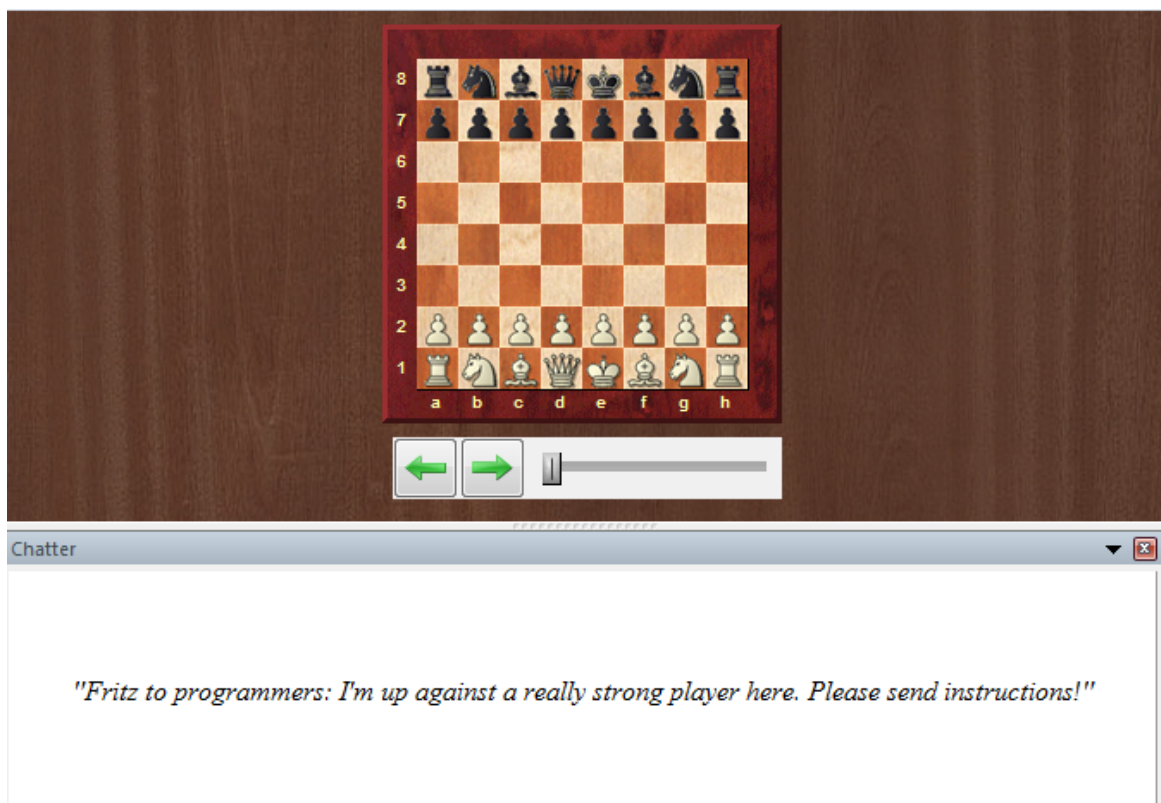 8
7
6
5
4
3
2
1
a b c d e f g h
Chatter
"Fritz to programmers: I'm up against a really strong player here. Please send instructions!"